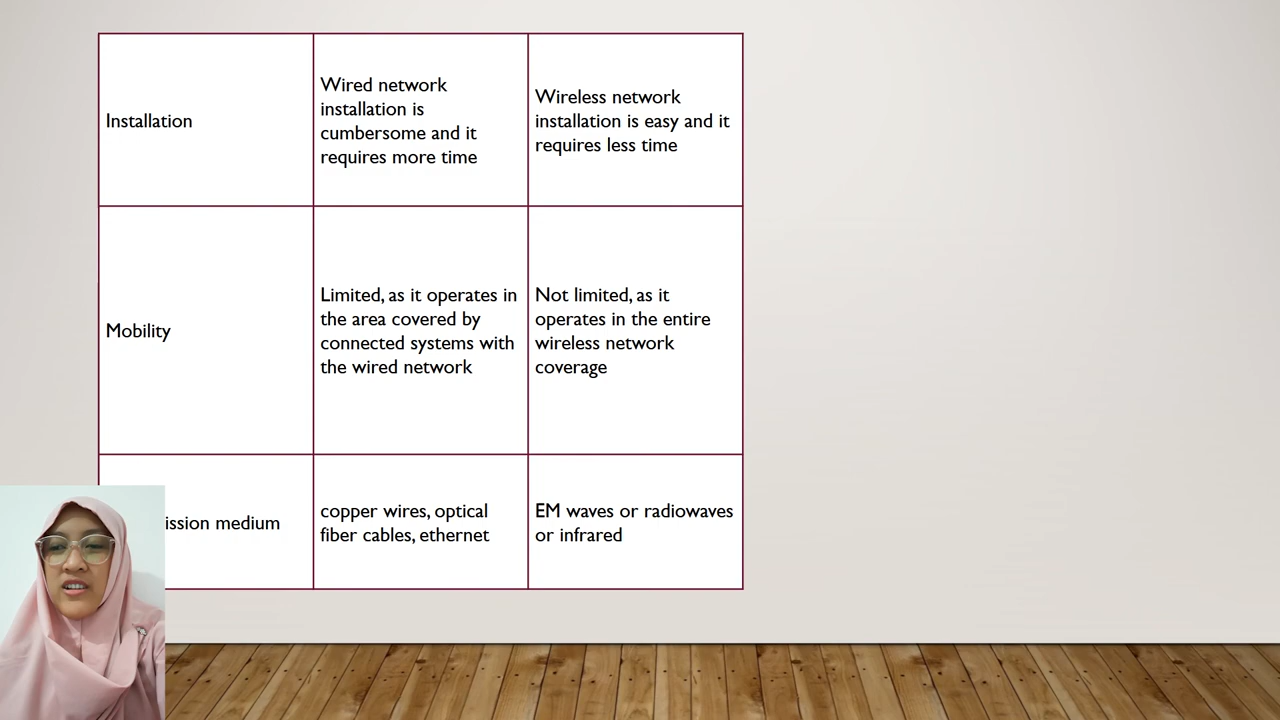 Installation
Wired network
installation is
cumbersome and it
requires more time
Wireless network
installation is easy and it
requires less time
Mobility
Limited, as it operates in
the area covered by
connected systems with
the wired network
Not limited, as it
operates in the entire
wireless network
coverage
medium
copper wires, optical
fiber cables, ethernet
EM waves or radiowaves
or infrared